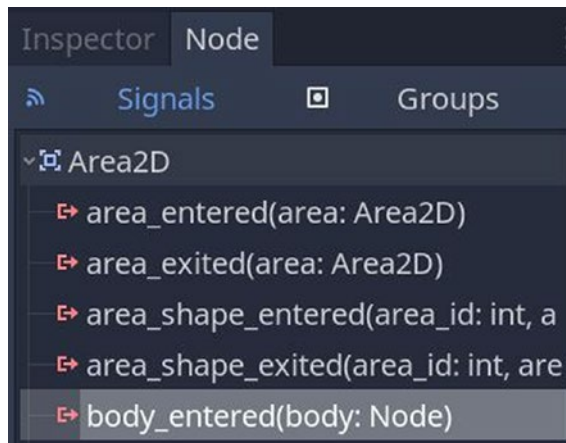 Inspector Node
Signals Groups
Area2D
area_entered(area: Area2D)
area_exited(area: Area2D)
area_shape_entered(area_id: int, a
area_shape_exited(area_id: int, are
body_entered(body: Node)